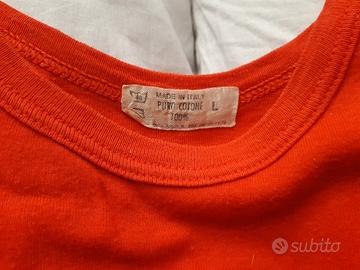 MADE IN ITALY
PURO COTONE L
100%
subito